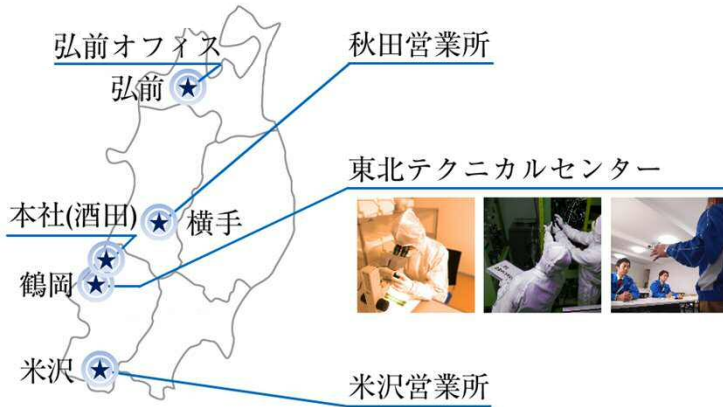 弘前オフィス
弘前
秋田営業所
東北テクニカルセンター
本社(酒田)
横手
鶴岡
米沢
米沢営業所